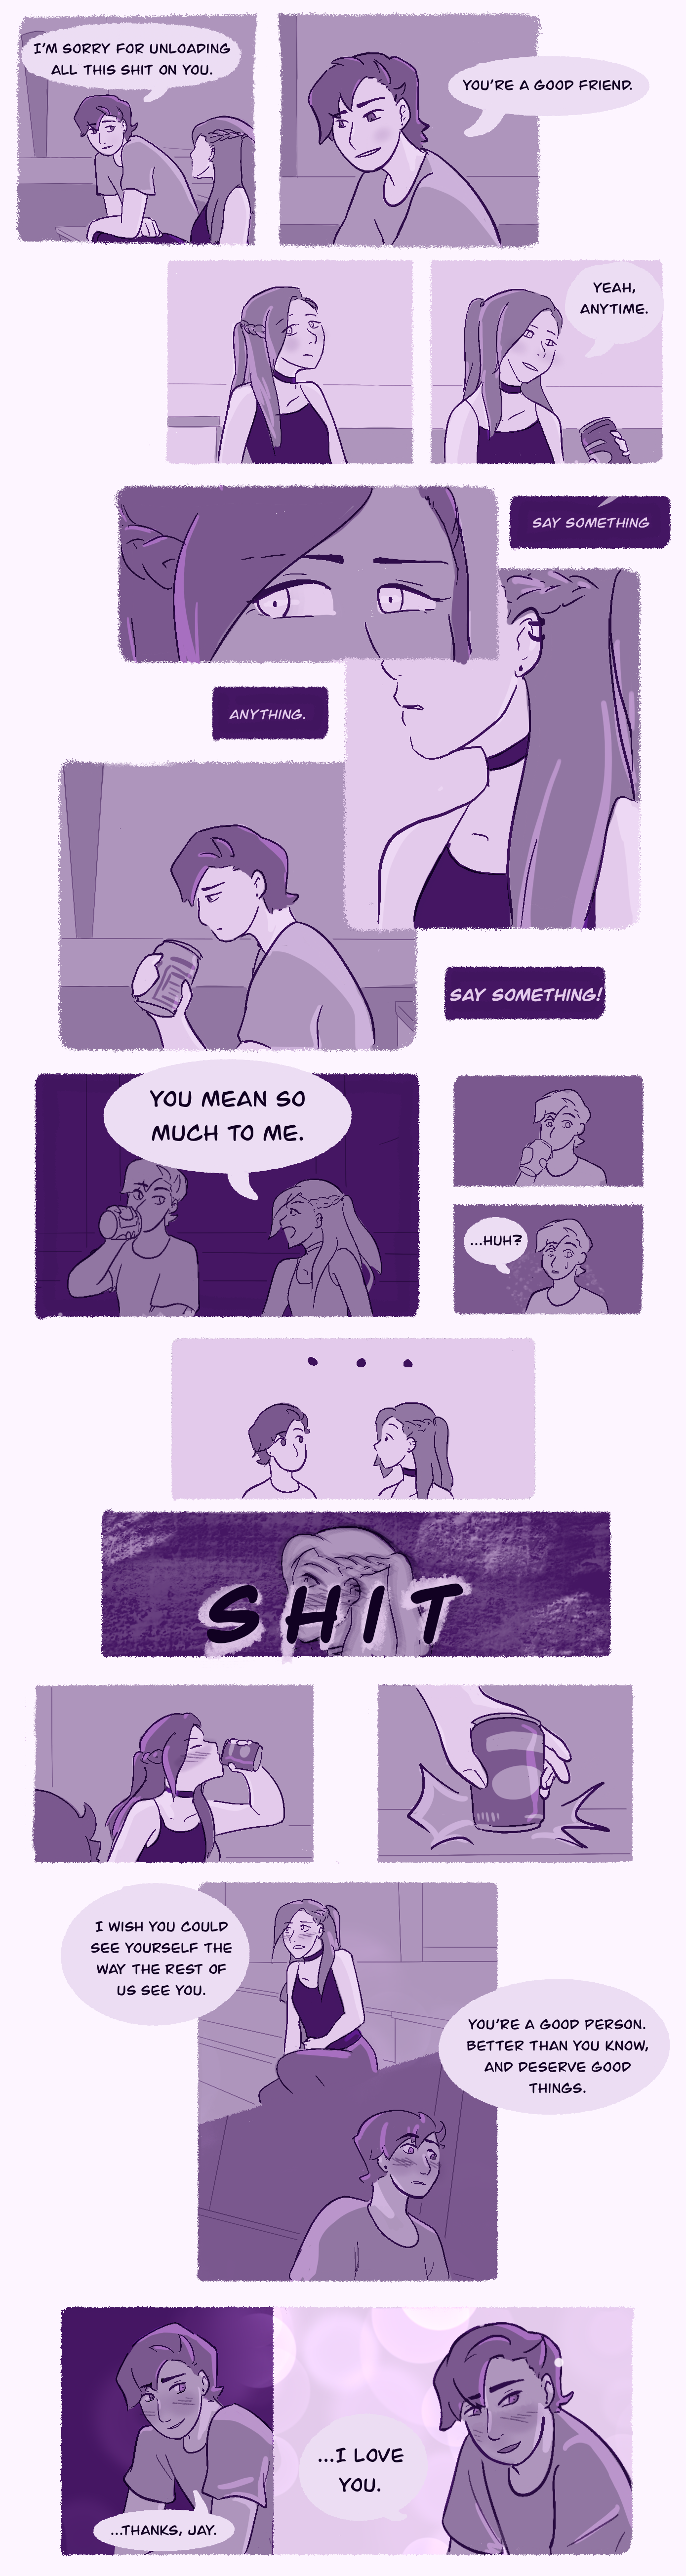 I'M SORRY FOR UNLOADING
ALL THIS SHIT ON YOU.
YOU'RE A GOOD FRIEND.
YEAH,
ANYTIME.
SAY SOMETHING
ANYTHING.
SAY SOMETHING!
YOU MEAN SO
MUCH TO ME.
...HUH?
. . .
SHIT
I WISH YOU COULD
SEE YOURSELF THE
WAY THE REST OF
US SEE YOU.
YOU'RE A GOOD PERSON.
BETTER THAN YOU KNOW,
AND DESERVE GOOD
THINGS.
...THANKS, JAY.
...I LOVE
YOU.